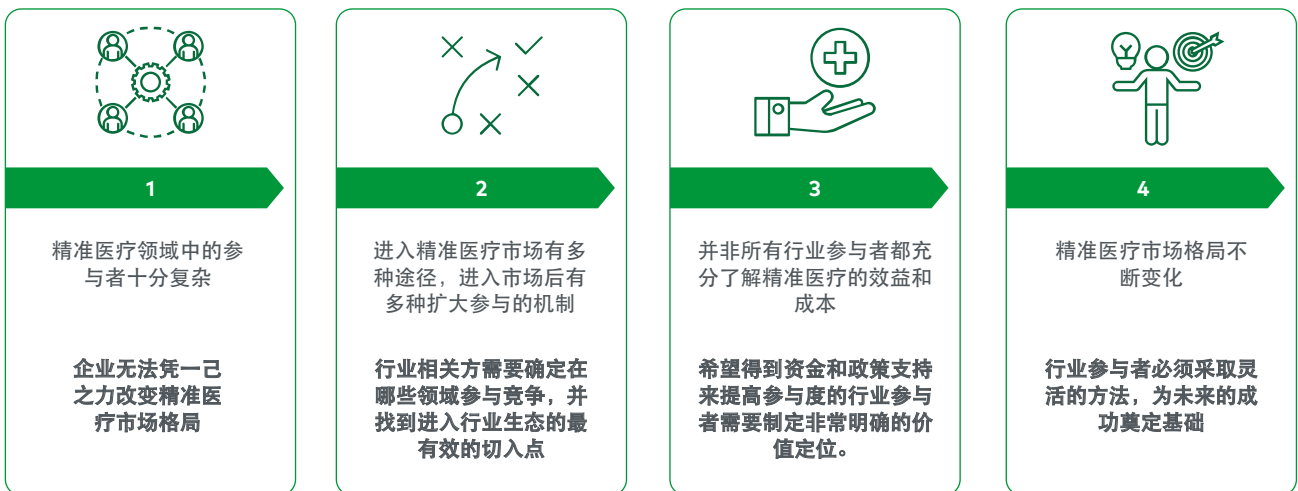 1
精准医疗领域中的参
与者十分复杂
企业无法凭一己
之力改变精准医
疗市场格局
2
进入精准医疗市场有多
种途径，进入市场后有
多种扩大参与的机制
行业相关方需要确定在
哪些领域参与竞争，并
找到进入行业生态的最
有效的切入点
3
并非所有行业参与者都充
分了解精准医疗的效益和
成本
希望得到资金和政策支持
来提高参与度的行业参与
者需要制定非常明确的价
值定位。
4
精准医疗市场格局不
断变化
行业参与者必须采取灵
活的方法，为未来的成
功奠定基础